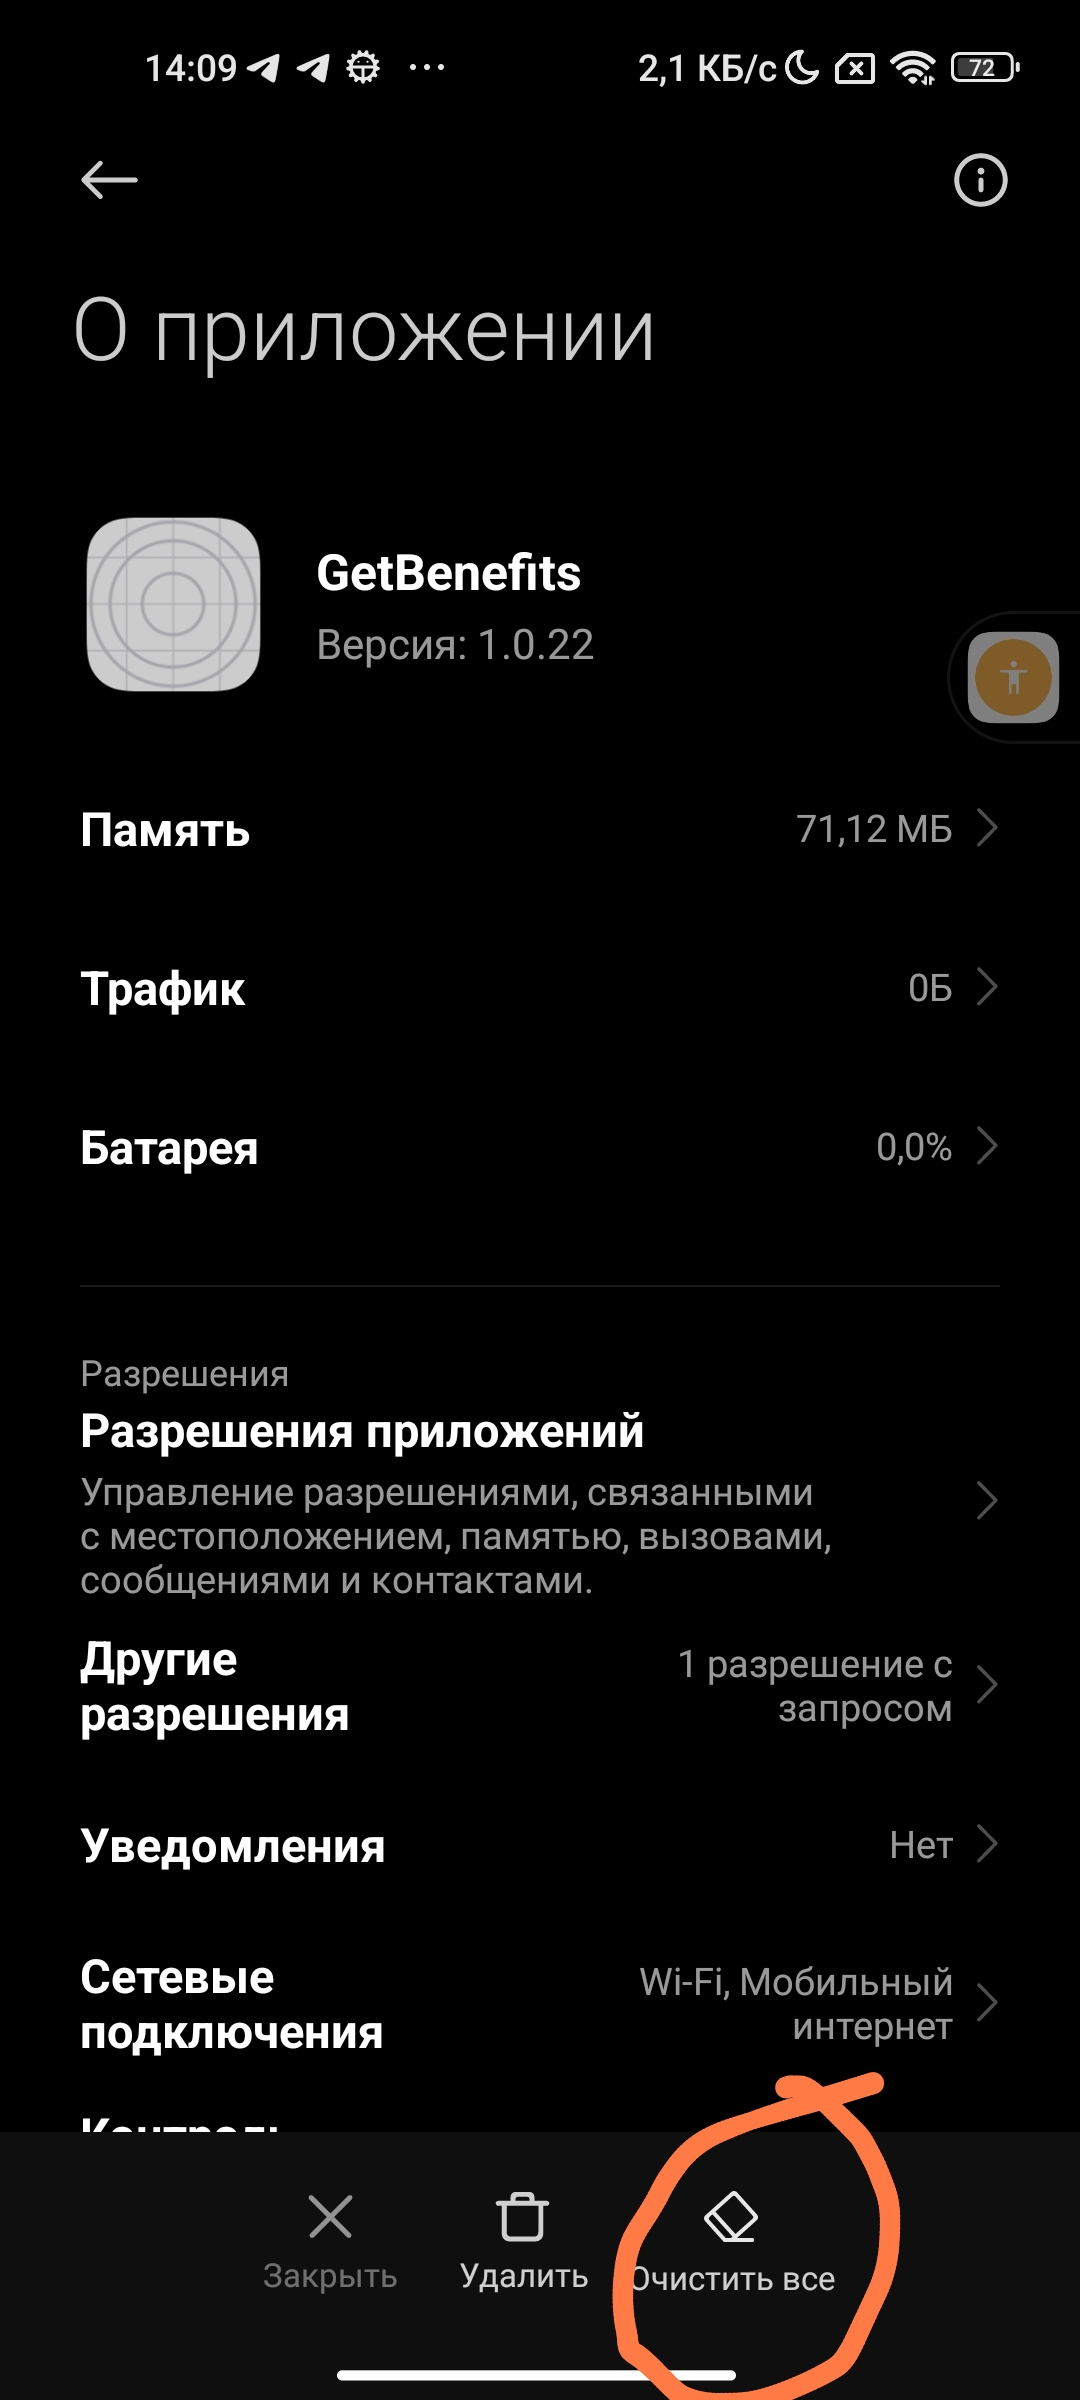 14:09 ... 2,1 КБ/с 72
О приложении
GetBenefits
Версия: 1.0.22
Память 71,12 МБ
Трафик 0Б
Батарея 0,0%
Разрешения
Разрешения приложений
Управление разрешениями, связанными
с местоположением, памятью, вызовами,
сообщениями и контактами.
Другие
разрешения
1 разрешение с
запросом
Уведомления Нет
Сетевые
подключения
Wi-Fi, Мобильный
интернет
Контроль
Закрыть Удалить Очистить все